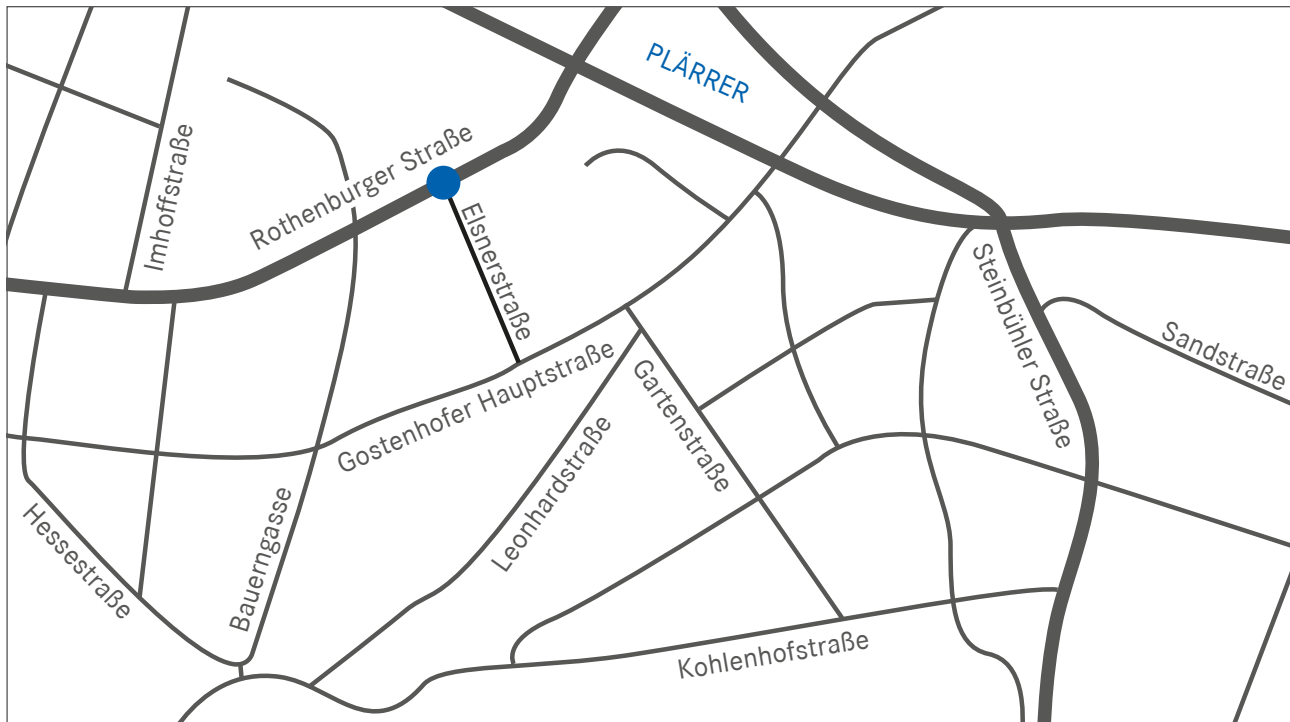 PLÄRRER
Imhoffstraße
Rothenburger Straße
Elsnerstraße
Steinbühler Straße
Sandstraße
Gostenhofer Hauptstraße
Gartenstraße
Leonhardstraße
Hessestraße
Bauerngasse
Kohlenhofstraße